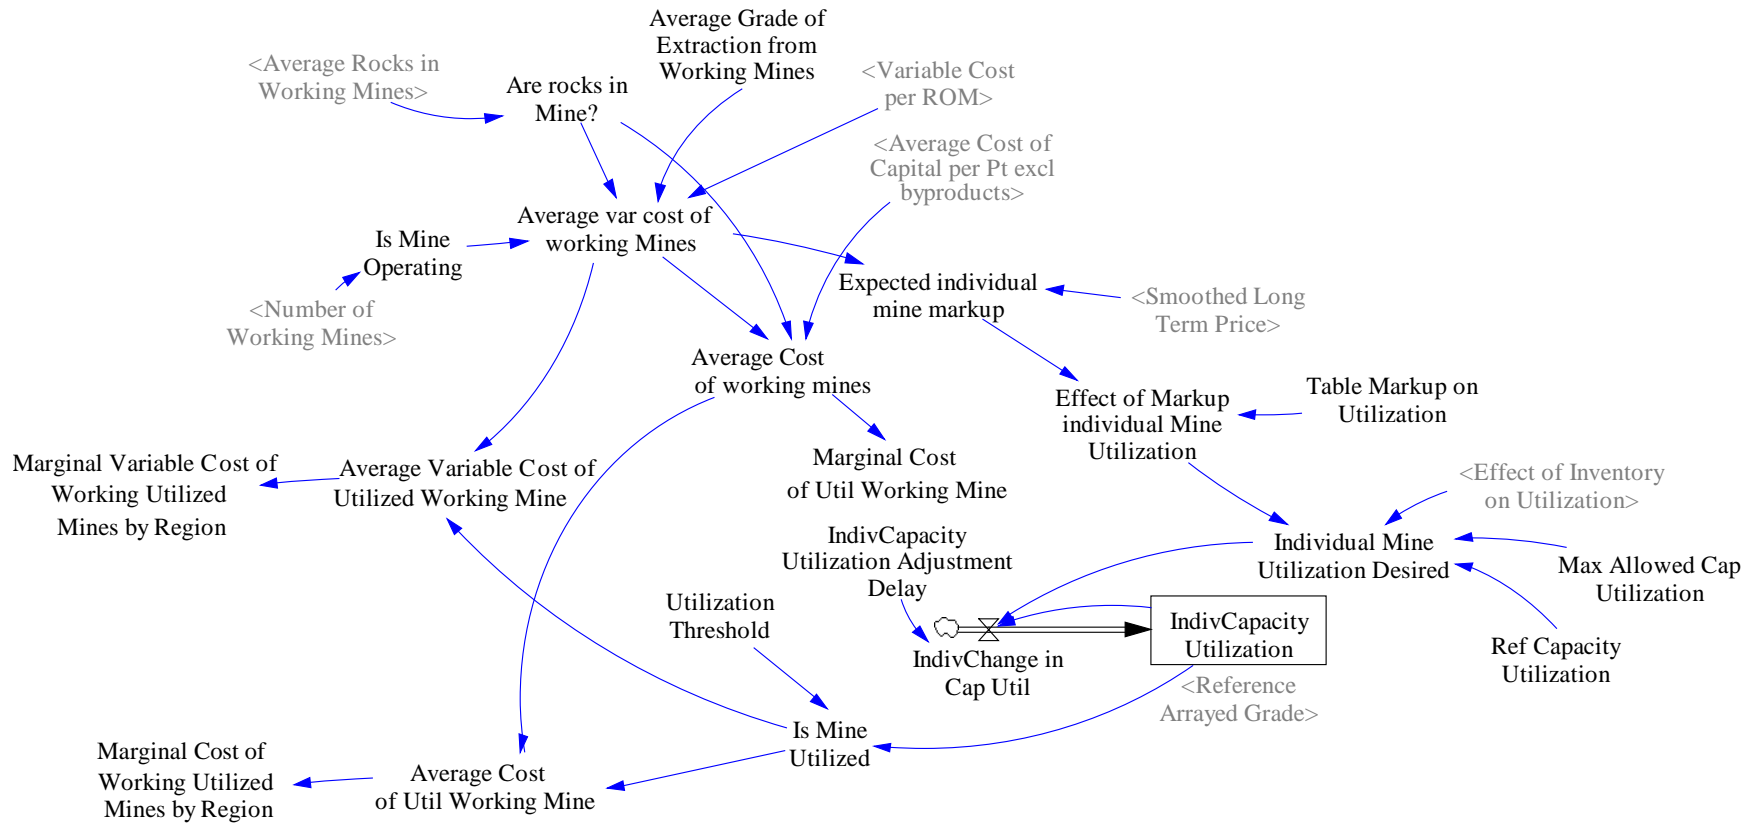 Average Grade of
Extraction from
Working Mines
<Average Rocks in
Working Mines>
Are rocks in
Mine?
<Variable Cost
per ROM>
<Average Cost of
Capital per Pt excl
byproducts>
Average var cost of
working Mines
Is Mine
Operating
<Number of
Working Mines>
Expected individual
mine markup
<Smoothed Long
Term Price>
Average Cost
of working mines
Effect of Markup
individual Mine
Utilization
Table Markup on
Utilization
Marginal Variable Cost of
Working Utilized
Mines by Region
Average Variable Cost of
Utilized Working Mine
Marginal Cost
of Util Working Mine
<Effect of Inventory
on Utilization>
IndivCapacity
Utilization Adjustment
Delay
Individual Mine
Utilization Desired
Max Allowed Cap
Utilization
Utilization
Threshold
IndivCapacity
Utilization
Ref Capacity
Utilization
IndivChange in
Cap Util
<Reference
Arrayed Grade>
Is Mine
Utilized
Marginal Cost of
Working Utilized
Mines by Region
Average Cost
of Util Working Mine